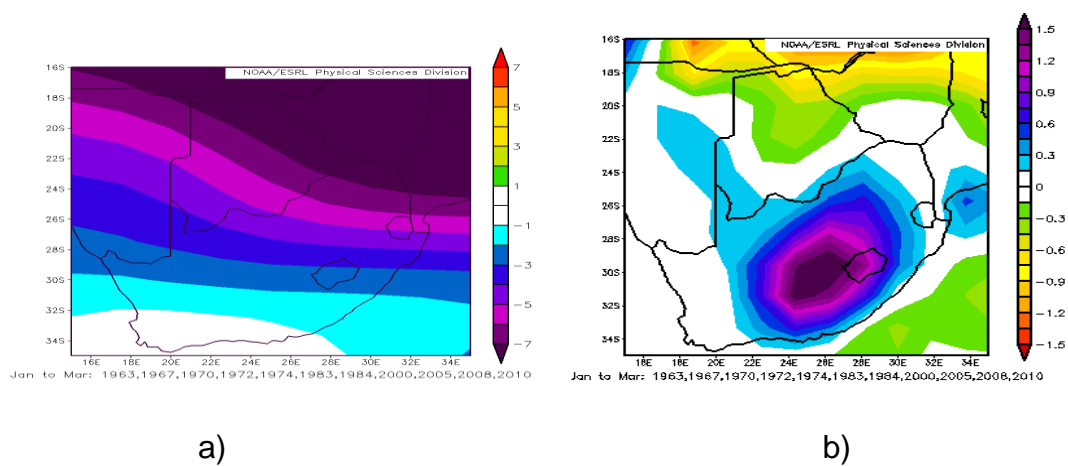 NOAA/ESRL Physical Sciences Division
16S
18S
20S
22S
24S
26S
28S
30S
32S
34S
16E 18E 20E 22E 24E 26E 28E 30E 32E 34E
7
5
3
1
-1
-3
-5
-7
Jan to Mar: 1963,1967,1970,1972,1974,1983,1984,2000,2005,2008,2010
a)
NOAA/ESRL Physical Sciences Division
16S
18S
20S
22S
24S
26S
28S
30S
32S
34S
16E 18E 20E 22E 24E 26E 28E 30E 32E 34E
1.5
1.2
0.9
0.6
0.3
0
-0.3
-0.6
-0.9
-1.2
-1.5
Jan to Mar: 1963,1967,1970,1972,1974,1983,1984,2000,2005,2008,2010
b)